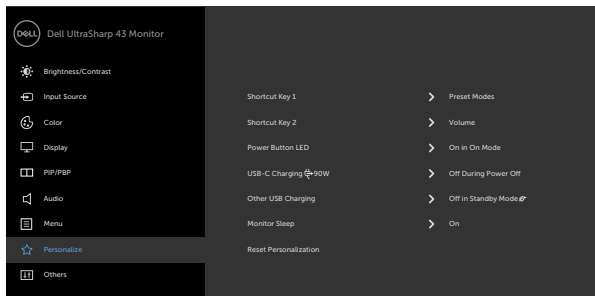 DELL Dell UltraSharp 43 Monitor
Brightness/Contrast
Input Source Shortcut Key 1 Preset Modes
Color Shortcut Key 2 Volume
Display Power Button LED On in On Mode
PIP/PBP USB-C Charging 90W Off During Power Off
Audio Other USB Charging Off in Standby Mode
Menu Monitor Sleep On
Personalize Reset Personalization
Others